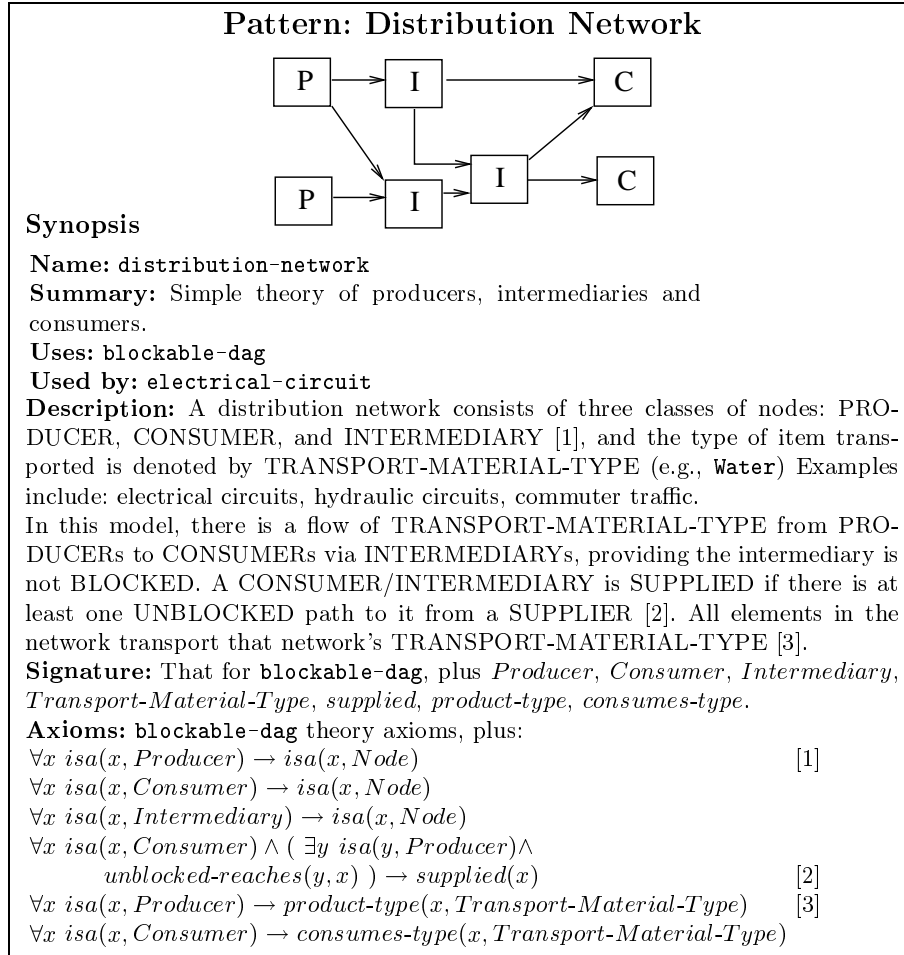 Pattern: Distribution Network
P
I
C
P
I
I
C
Synopsis
Name: distribution-network
Summary: Simple theory of producers, intermediaries and
consumers.
Uses: blockable-dag
Used by: electrical-circuit
Description: A distribution network consists of three classes of nodes: PRO-
DUCER, CONSUMER, and INTERMEDIARY [1], and the type of item trans-
ported is denoted by TRANSPORT-MATERIAL-TYPE (e.g., Water) Examples
include: electrical circuits, hydraulic circuits, commuter traffic.
In this model, there is a flow of TRANSPORT-MATERIAL-TYPE from PRO-
DUCERs to CONSUMERs via INTERMEDIARYs, providing the intermediary is
not BLOCKED. A CONSUMER/INTERMEDIARY is SUPPLIED if there is at
least one UNBLOCKED path to it from a SUPPLIER [2]. All elements in the
network transport that network's TRANSPORT-MATERIAL-TYPE [3].
Signature: That for blockable-dag, plus Producer, Consumer, Intermediary,
Transport-Material-Type, supplied, product-type, consumes-type.
Axioms: blockable-dag theory axioms, plus:
∀x isa(x, Producer) → isa(x, Node) [1]
∀x isa(x, Consumer) → isa(x, Node)
∀x isa(x, Intermediary) → isa(x, Node)
∀x isa(x, Consumer) ∧ ( ∃y isa(y, Producer)∧
unblocked-reaches(y, x) ) → supplied(x) [2]
∀x isa(x, Producer) → product-type(x, Transport-Material-Type) [3]
∀x isa(x, Consumer) → consumes-type(x, Transport-Material-Type)